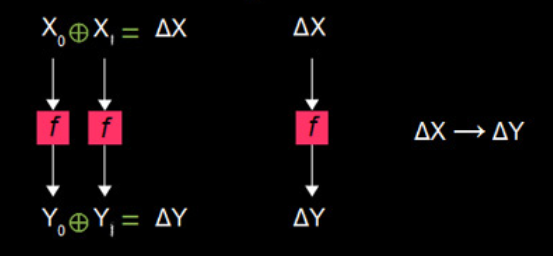 X₀ ⊕ X₁ = ΔX
ΔX
f
f
f
ΔX → ΔY
Y₀ ⊕ Y₁ = ΔY
ΔY